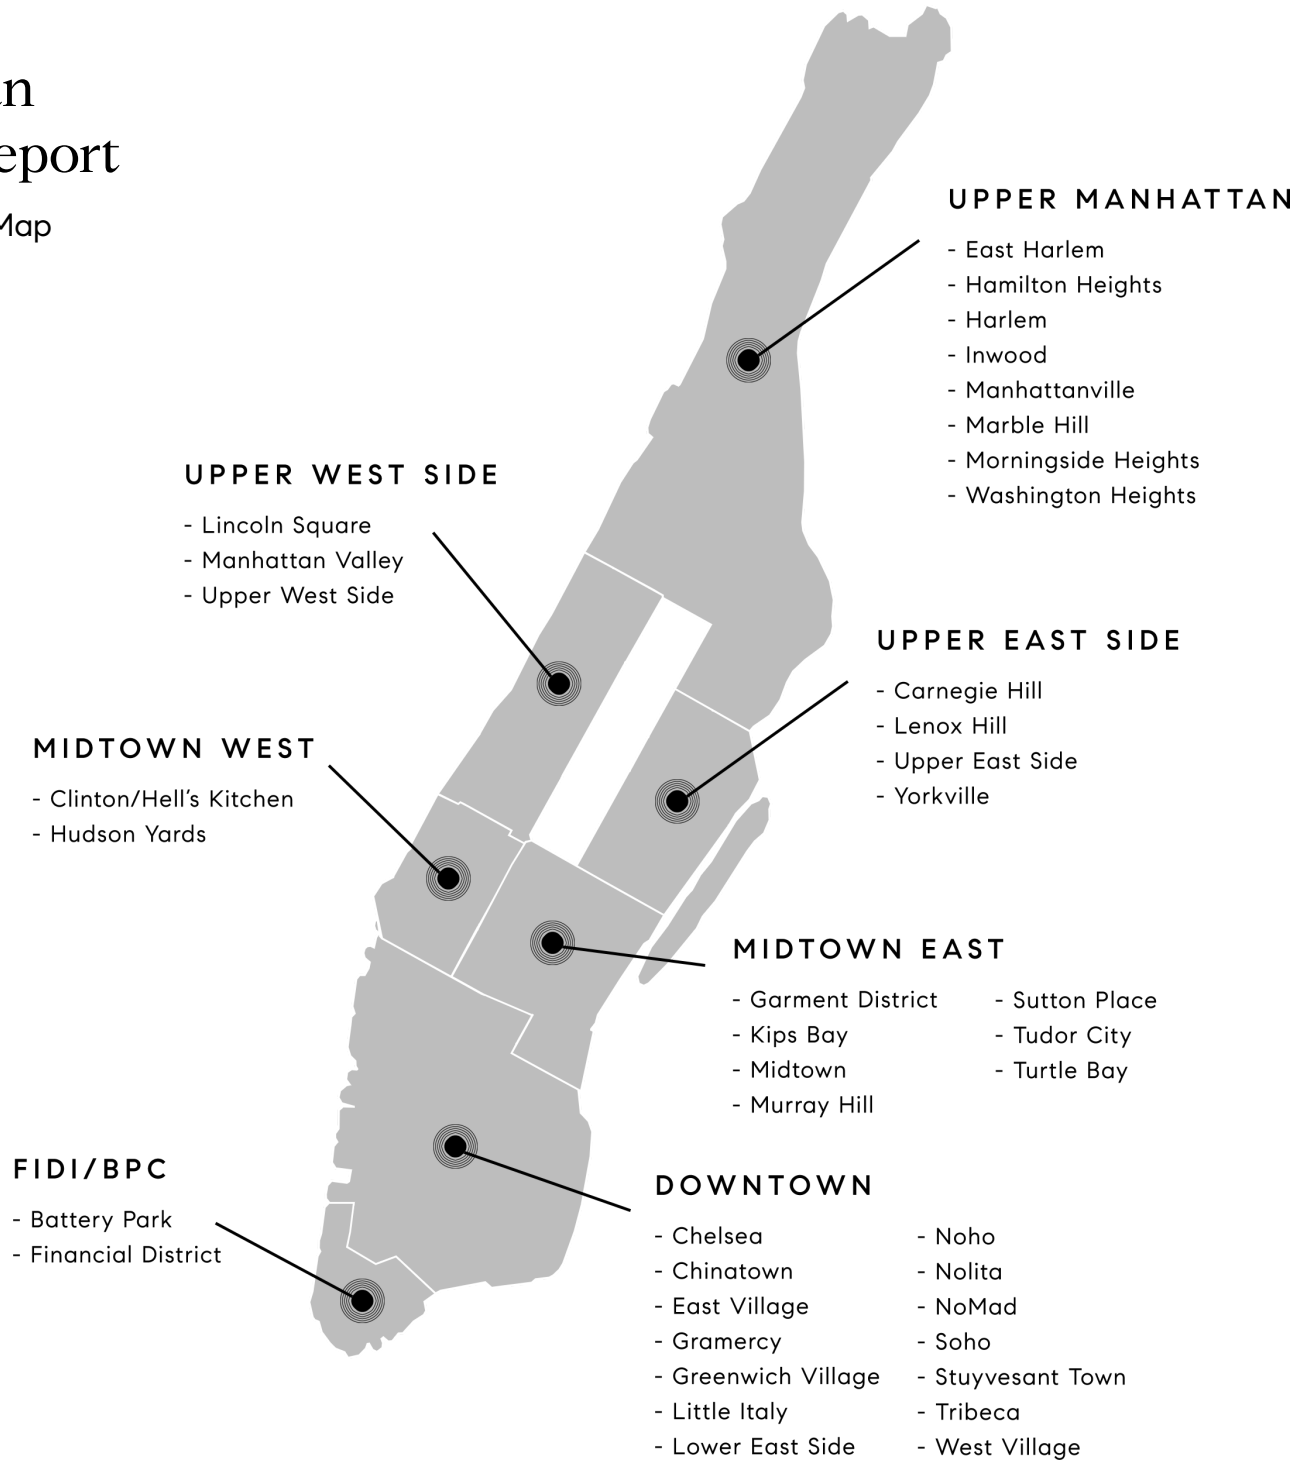 eport
Map
UPPER MANHATTAN
- East Harlem
- Hamilton Heights
- Harlem
- Inwood
- Manhattanville
- Marble Hill
- Morningside Heights
- Washington Heights
UPPER WEST SIDE
- Lincoln Square
- Manhattan Valley
- Upper West Side
UPPER EAST SIDE
- Carnegie Hill
- Lenox Hill
- Upper East Side
- Yorkville
MIDTOWN WEST
- Clinton/Hell's Kitchen
- Hudson Yards
MIDTOWN EAST
- Garment District
- Kips Bay
- Midtown
- Murray Hill
- Sutton Place
- Tudor City
- Turtle Bay
FIDI/BPC
- Battery Park
- Financial District
DOWNTOWN
- Chelsea
- Chinatown
- East Village
- Gramercy
- Greenwich Village
- Little Italy
- Lower East Side
- Noho
- Nolita
- NoMad
- Soho
- Stuyvesant Town
- Tribeca
- West Village